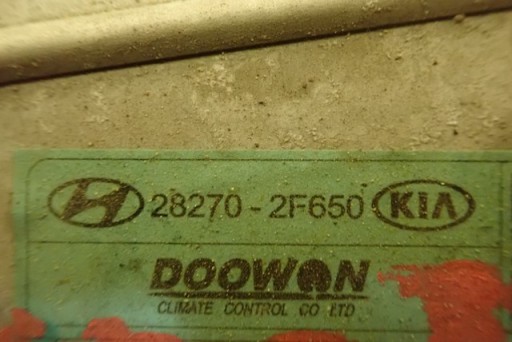 28270 - 2F650 KIA
DOOWON
CLIMATE CONTROL CO LTD